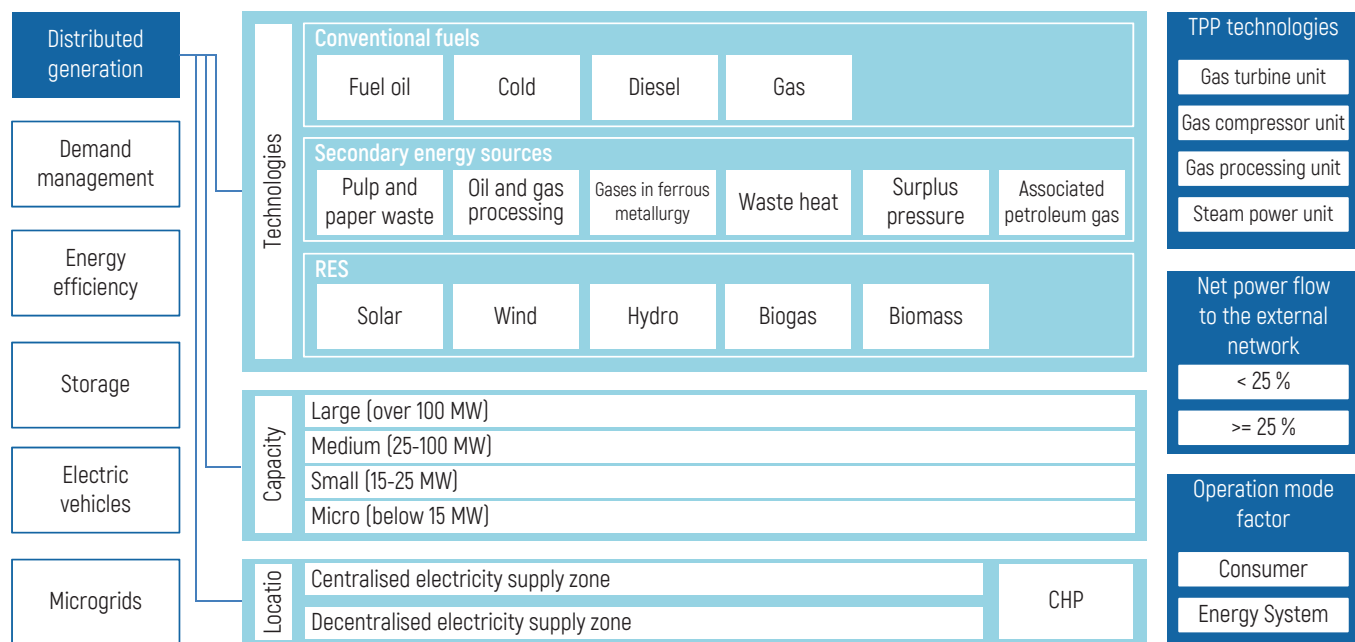 Distributed
generation
Demand
management
Energy
efficiency
Storage
Electric
vehicles
Microgrids
Technologies
Conventional fuels
Fuel oil
Cold
Diesel
Gas
Secondary energy sources
Pulp and
paper waste
Oil and gas
processing
Gases in ferrous
metallurgy
Waste heat
Surplus
pressure
Associated
petroleum gas
RES
Solar
Wind
Hydro
Biogas
Biomass
Capacity
Large (over 100 MW)
Medium (25-100 MW)
Small (15-25 MW)
Micro (below 15 MW)
Locatio
Centralised electricity supply zone
Decentralised electricity supply zone
CHP
TPP technologies
Gas turbine unit
Gas compressor unit
Gas processing unit
Steam power unit
Net power flow
to the external
network
< 25 %
>= 25 %
Operation mode
factor
Consumer
Energy System